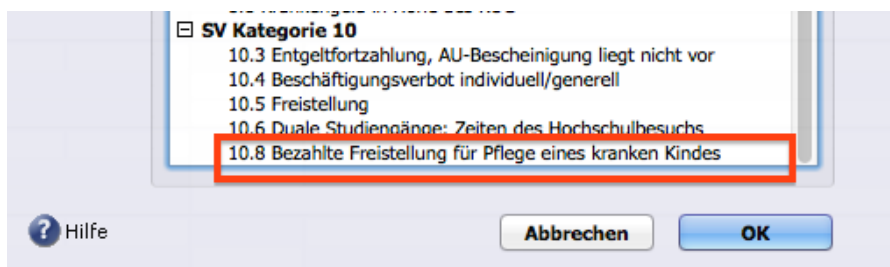 SV Kategorie 10
10.3 Entgeltfortzahlung, AU-Bescheinigung liegt nicht vor
10.4 Beschäftigungsverbot individuell/generell
10.5 Freistellung
10.6 Duale Studiengänge: Zeiten des Hochschulbesuchs
10.8 Bezahlte Freistellung für Pflege eines kranken Kindes
Hilfe
Abbrechen
OK